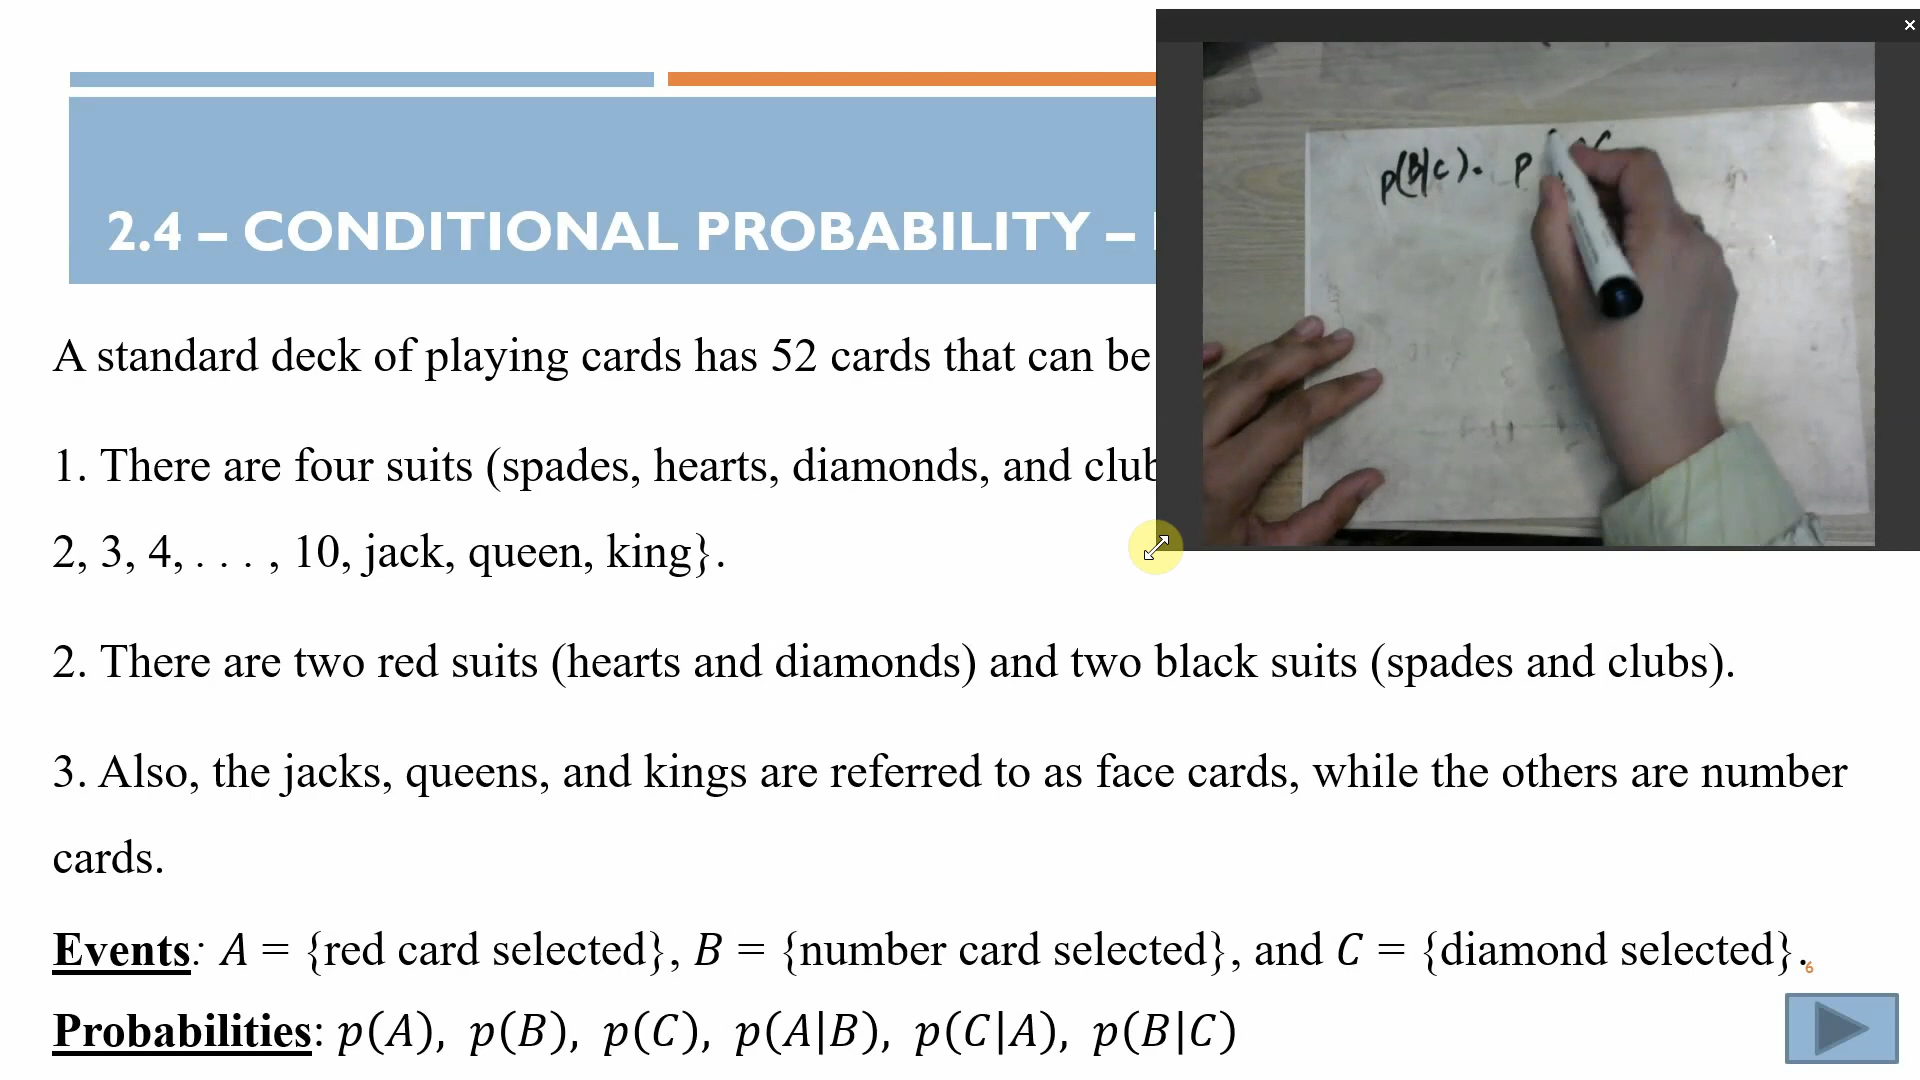 2.4 – CONDITIONAL PROBABILITY –
A standard deck of playing cards has 52 cards that can be
1. There are four suits (spades, hearts, diamonds, and club
2, 3, 4, . . . , 10, jack, queen, king}.
2. There are two red suits (hearts and diamonds) and two black suits (spades and clubs).
3. Also, the jacks, queens, and kings are referred to as face cards, while the others are number
cards.
Events: A = {red card selected}, B = {number card selected}, and C = {diamond selected}.
6
Probabilities: p(A), p(B), p(C), p(A|B), p(C|A), p(B|C)
p(B|C). p